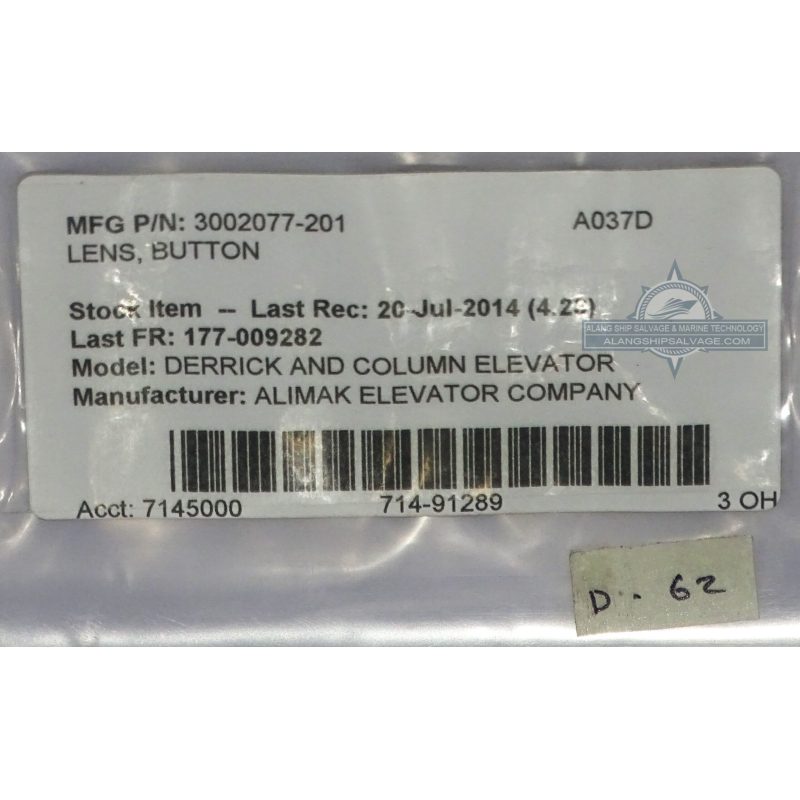 MFG P/N: 3002077-201 A037D
LENS, BUTTON
Stock Item -- Last Rec: 20-Jul-2014
Last FR: 177-009282
ALANG SHIP SALVAGE & MARINE TECHNOLOGY
ALANGSHIPSALVAGE.COM
Model: DERRICK AND COLUMN ELEVATOR
Manufacturer: ALIMAK ELEVATOR COMPANY
Acct: 7145000 714-91289 3 OH
D - 62